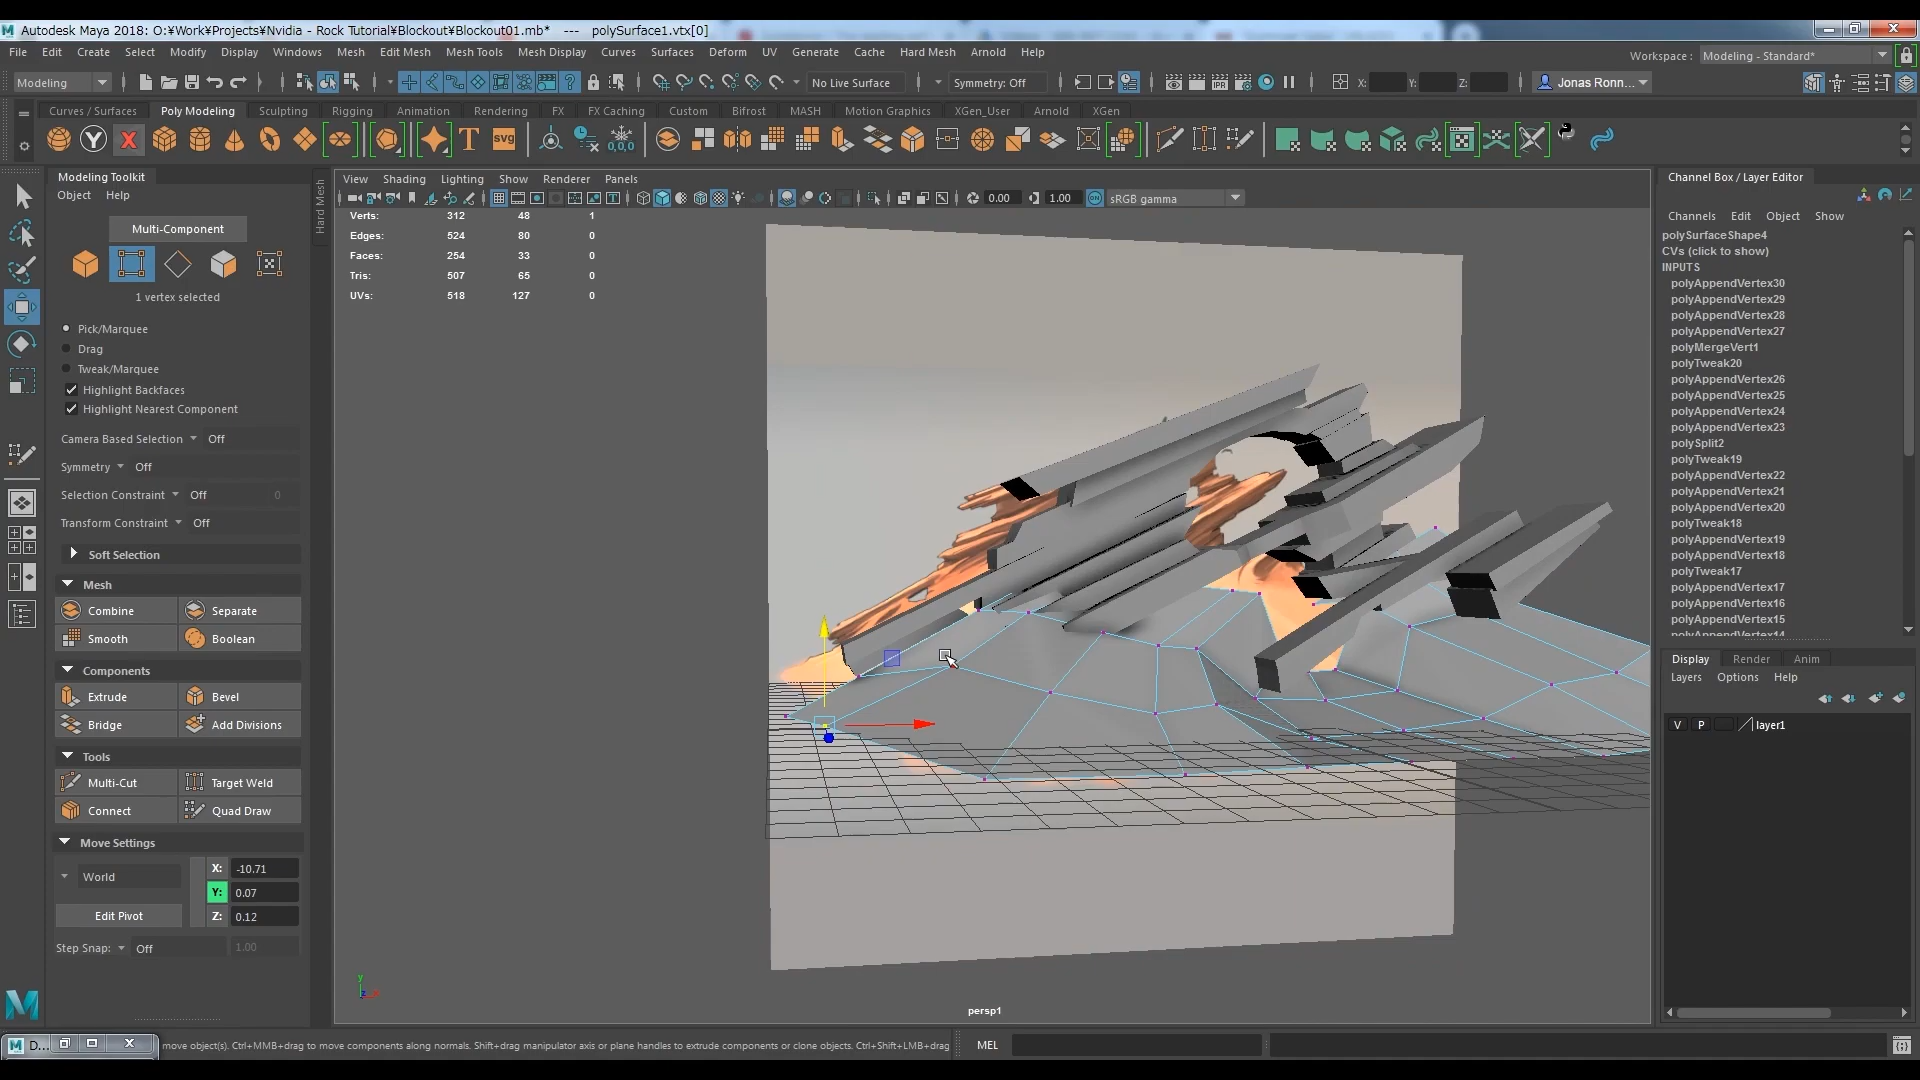 Autodesk Maya 2018: O:¥Work¥Projects¥Nvidia - Rock Tutorial¥Blockout¥Blockout01.mb* --- polySurface1.vtx[0]
File Edit Create Select Modify Display Windows Mesh Edit Mesh Mesh Tools Mesh Display Curves Surfaces Deform UV Generate Cache Hard Mesh Arnold Help
Workspace : Modeling - Standard*
Modeling No Live Surface Symmetry: Off X: Y: Z: Jonas Ronn...
Curves / Surfaces Poly Modeling Sculpting Rigging Animation Rendering FX FX Caching Custom Bifrost MASH Motion Graphics XGen_User Arnold XGen
T SVG 0,0,0
Modeling Toolkit
Object Help
Hard Mesh
Multi-Component
1 vertex selected
Pick/Marquee
Drag
Tweak/Marquee
Highlight Backfaces
Highlight Nearest Component
Camera Based Selection Off
Symmetry Off
Selection Constraint Off 0
Transform Constraint Off
Soft Selection
Mesh
Combine Separate
Smooth Boolean
Components
Extrude Bevel
Bridge Add Divisions
Tools
Multi-Cut Target Weld
Connect Quad Draw
Move Settings
World X: -10.71
Y: 0.07
Edit Pivot Z: 0.12
Step Snap: Off 1.00
View Shading Lighting Show Renderer Panels
0.00 1.00 sRGB gamma
Verts: 312 48 1
Edges: 524 80 0
Faces: 254 33 0
Tris: 507 65 0
UVs: 518 127 0
y
persp1
Channel Box / Layer Editor
Channels Edit Object Show
polySurfaceShape4
CVs (click to show)
INPUTS
polyAppendVertex30
polyAppendVertex29
polyAppendVertex28
polyAppendVertex27
polyMergeVert1
polyTweak20
polyAppendVertex26
polyAppendVertex25
polyAppendVertex24
polyAppendVertex23
polySplit2
polyTweak19
polyAppendVertex22
polyAppendVertex21
polyAppendVertex20
polyTweak18
polyAppendVertex19
polyAppendVertex18
polyTweak17
polyAppendVertex17
polyAppendVertex16
polyAppendVertex15
polyAppendVertex14
Display Render Anim
Layers Options Help
V P layer1
D... move object(s). Ctrl+MMB+drag to move components along normals. Shift+drag manipulator axis or plane handles to extrude components or clone objects. Ctrl+Shift+LMB+drag
MEL